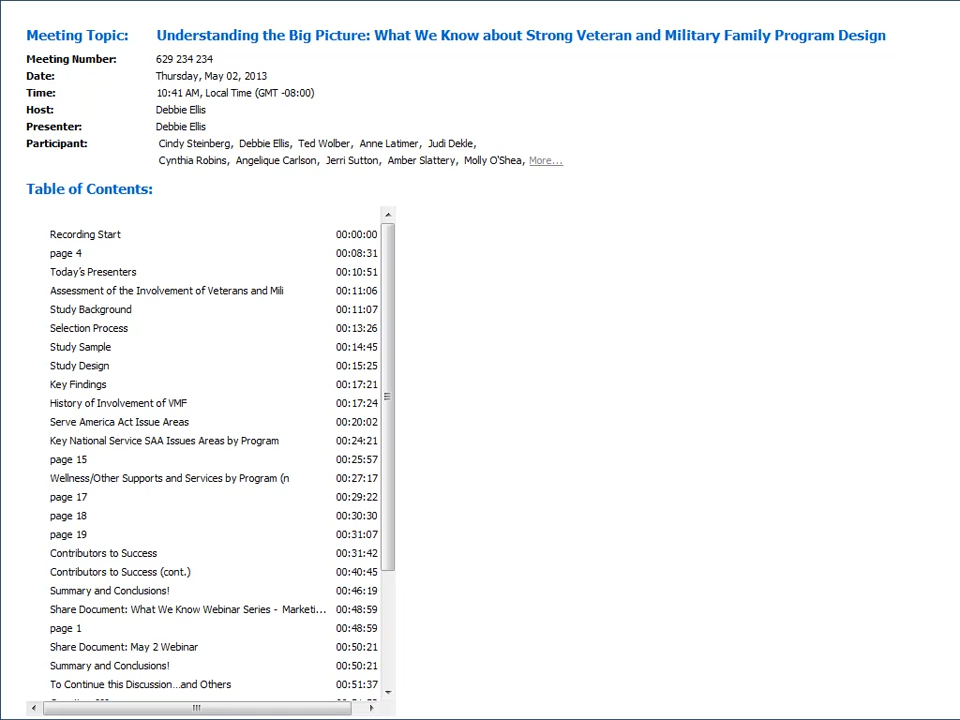 Meeting Topic: Understanding the Big Picture: What We Know about Strong Veteran and Military Family Program Design
Meeting Number: 629 234 234
Date: Thursday, May 02, 2013
Time: 10:41 AM, Local Time (GMT -08:00)
Host: Debbie Ellis
Presenter: Debbie Ellis
Participant: Cindy Steinberg, Debbie Ellis, Ted Wolber, Anne Latimer, Judi Dekle,
Cynthia Robins, Angelique Carlson, Jerri Sutton, Amber Slattery, Molly O'Shea, More...
Table of Contents:
Recording Start 00:00:00
page 4 00:08:31
Today's Presenters 00:10:51
Assessment of the Involvement of Veterans and Mili 00:11:06
Study Background 00:11:07
Selection Process 00:13:26
Study Sample 00:14:45
Study Design 00:15:25
Key Findings 00:17:21
History of Involvement of VMF 00:17:24
Serve America Act Issue Areas 00:20:02
Key National Service SAA Issues Areas by Program 00:24:21
page 15 00:25:57
Wellness/Other Supports and Services by Program (n 00:27:17
page 17 00:29:22
page 18 00:30:30
page 19 00:31:07
Contributors to Success 00:31:42
Contributors to Success (cont.) 00:40:45
Summary and Conclusions! 00:46:19
Share Document: What We Know Webinar Series - Marketi... 00:48:59
page 1 00:48:59
Share Document: May 2 Webinar 00:50:21
Summary and Conclusions! 00:50:21
To Continue this Discussion...and Others 00:51:37